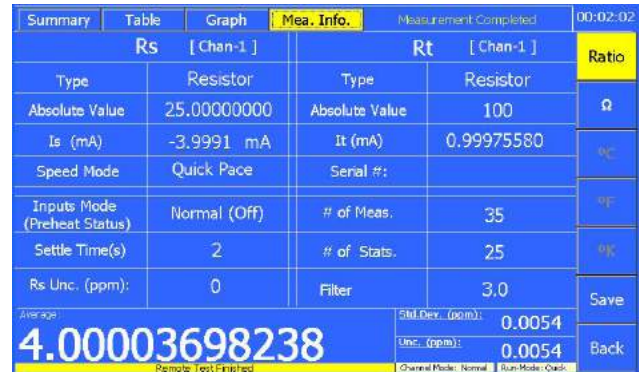 Summary Table Graph Mea. Info. Measurement Completed 00:02:02
Rs [ Chan-1 ] Rt [ Chan-1 ] Ratio
Type Resistor Type Resistor
Absolute Value 25.00000000 Absolute Value 100 Ω
Is (mA) -3.9991 mA It (mA) 0.99975580 °C
Speed Mode Quick Pace Serial #:
Inputs Mode
(Preheat Status) Normal (Off) # of Meas. 35 °F
Settle Time(s) 2 # of Stats. 25 °K
Rs Unc. (ppm): 0 Filter 3.0 Save
Average:
4.00003698238
Std.Dev. (ppm): 0.0054
Unc. (ppm): 0.0054 Back
Remote Test Finished Channel Mode: Normal Run-Mode: Quick